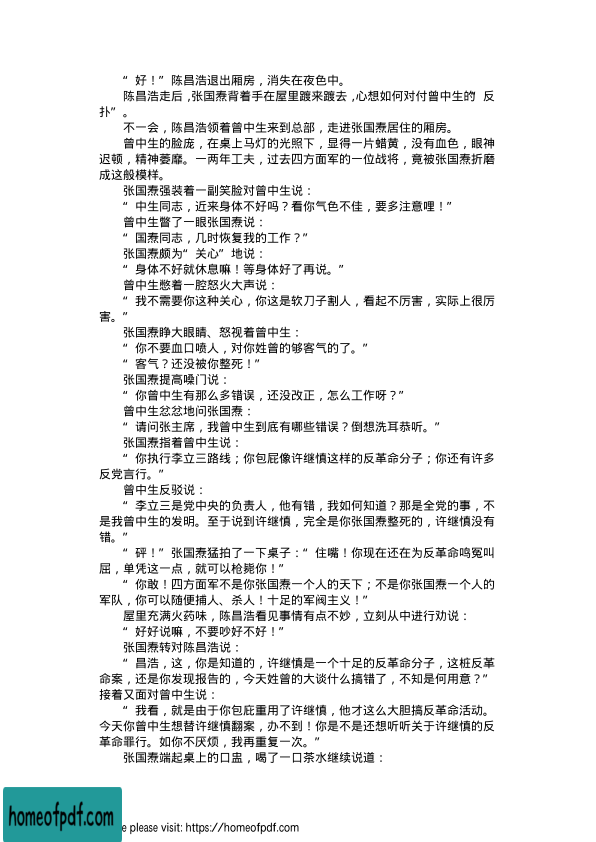 “ 好！”陈昌浩退出厢房，消失在夜色中。
陈昌浩走后，张国焘背着手在屋里踱来踱去，心想如何对付曾中生的“ 反
扑”。
不一会，陈昌浩领着曾中生来到总部，走进张国焘居住的厢房。
曾中生的脸庞，在桌上马灯的光照下，显得一片蜡黄，没有血色，眼神
迟顿，精神萎靡。一两年工夫，过去四方面军的一位战将，竟被张国焘折磨
成这般模样。
张国焘强装着一副笑脸对曾中生说：
“ 中生同志，近来身体不好吗？看你气色不佳，要多注意哩！”
曾中生瞥了一眼张国焘说：
“ 国焘同志，几时恢复我的工作？”
张国焘颇为“ 关心”地说：
“ 身体不好就休息嘛！等身体好了再说。”
曾中生憋着一腔怒火大声说：
“ 我不需要你这种关心，你这是软刀子割人，看起不厉害，实际上很厉
害。”
张国焘睁大眼睛、怒视着曾中生：
“ 你不要血口喷人，对你姓曾的够客气的了。”
“ 客气？还没被你整死！”
张国焘提高嗓门说：
“ 你曾中生有那么多错误，还没改正，怎么工作呀？”
曾中生忿忿地问张国焘：
“ 请问张主席，我曾中生到底有哪些错误？倒想洗耳恭听。”
张国焘指着曾中生说：
“ 你执行李立三路线；你包屁像许继慎这样的反革命分子；你还有许多
反党言行。”
曾中生反驳说：
“ 李立三是党中央的负责人，他有错，我如何知道？那是全党的事，不
是我曾中生的发明。至于说到许继慎，完全是你张国焘整死的，许继慎没有
错。”
“ 砰！”张国焘猛拍了一下桌子：“ 住嘴！你现在还在为反革命鸣冤叫
屈，单凭这一点，就可以枪毙你！”
“ 你敢！四方面军不是你张国焘一个人的天下；不是你张国焘一个人的
军队，你可以随便捕人、杀人！十足的军阀主义！”
屋里充满火药味，陈昌浩看见事情有点不妙，立刻从中进行劝说：
“ 好好说嘛，不要吵好不好！”
张国焘转对陈昌浩说：
“ 昌浩，这，你是知道的，许继慎是一个十足的反革命分子，这桩反革
命案，还是你发现报告的，今天姓曾的大谈什么搞错了，不知是何用意？”
接着又面对曾中生说：
“ 我看，就是由于你包庇重用了许继慎，他才这么大胆搞反革命活动。
今天你曾中生想替许继慎翻案，办不到！你是不是还想听听关于许继慎的反
革命罪行。如你不厌烦，我再重复一次。”
张国焘端起桌上的口盅，喝了一口茶水继续说道：
homeofpdf.com
e please visit: https://homeofpdf.com